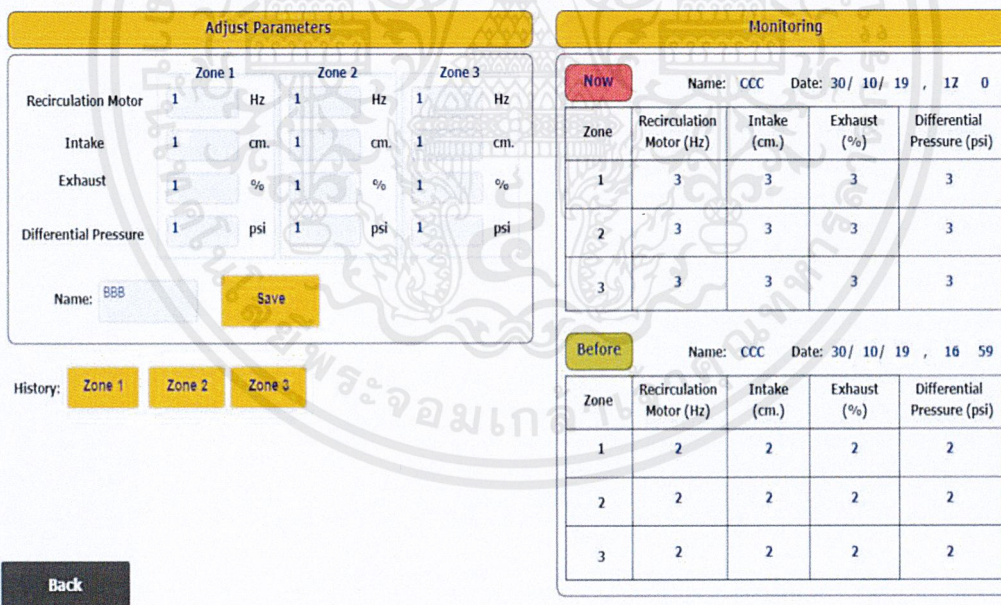 Adjust Parameters
Zone 1 Zone 2 Zone 3
Recirculation Motor 1 Hz 1 Hz 1 Hz
Intake 1 cm. 1 cm. 1 cm.
Exhaust 1 % 1 % 1 %
Differential Pressure 1 psi 1 psi 1 psi
Name: BBB Save
History: Zone 1 Zone 2 Zone 3
Back
Monitoring
Now Name: CCC Date: 30/ 10/ 19 , 17 0
Zone Recirculation Motor (Hz) Intake (cm.) Exhaust (%) Differential Pressure (psi)
1 3 3 3 3
2 3 3 3 3
3 3 3 3 3
Before Name: CCC Date: 30/ 10/ 19 , 16 59
Zone Recirculation Motor (Hz) Intake (cm.) Exhaust (%) Differential Pressure (psi)
1 2 2 2 2
2 2 2 2 2
3 2 2 2 2